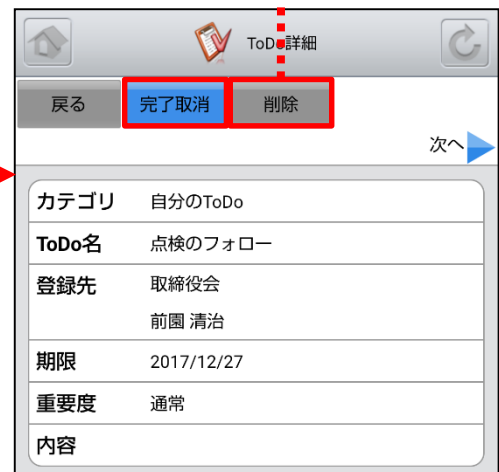 ToDo詳細
戻る 完了取消 削除
次へ
カテゴリ 自分のToDo
ToDo名 点検のフォロー
登録先 取締役会
前園 清治
期限 2017/12/27
重要度 通常
内容